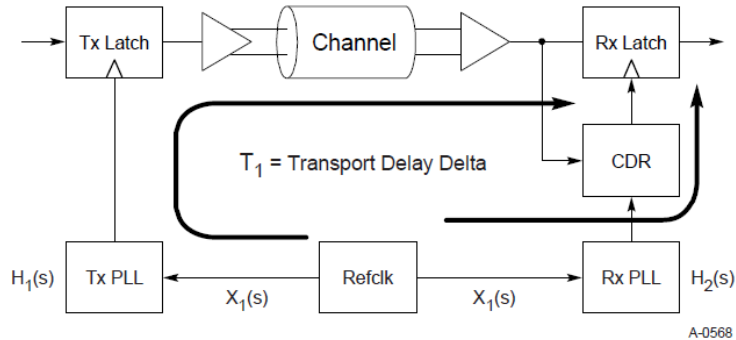 Tx Latch
Channel
Rx Latch
T1 = Transport Delay Delta
CDR
H1(s)
Tx PLL
X1(s)
Refclk
X1(s)
Rx PLL
H2(s)
A-0568